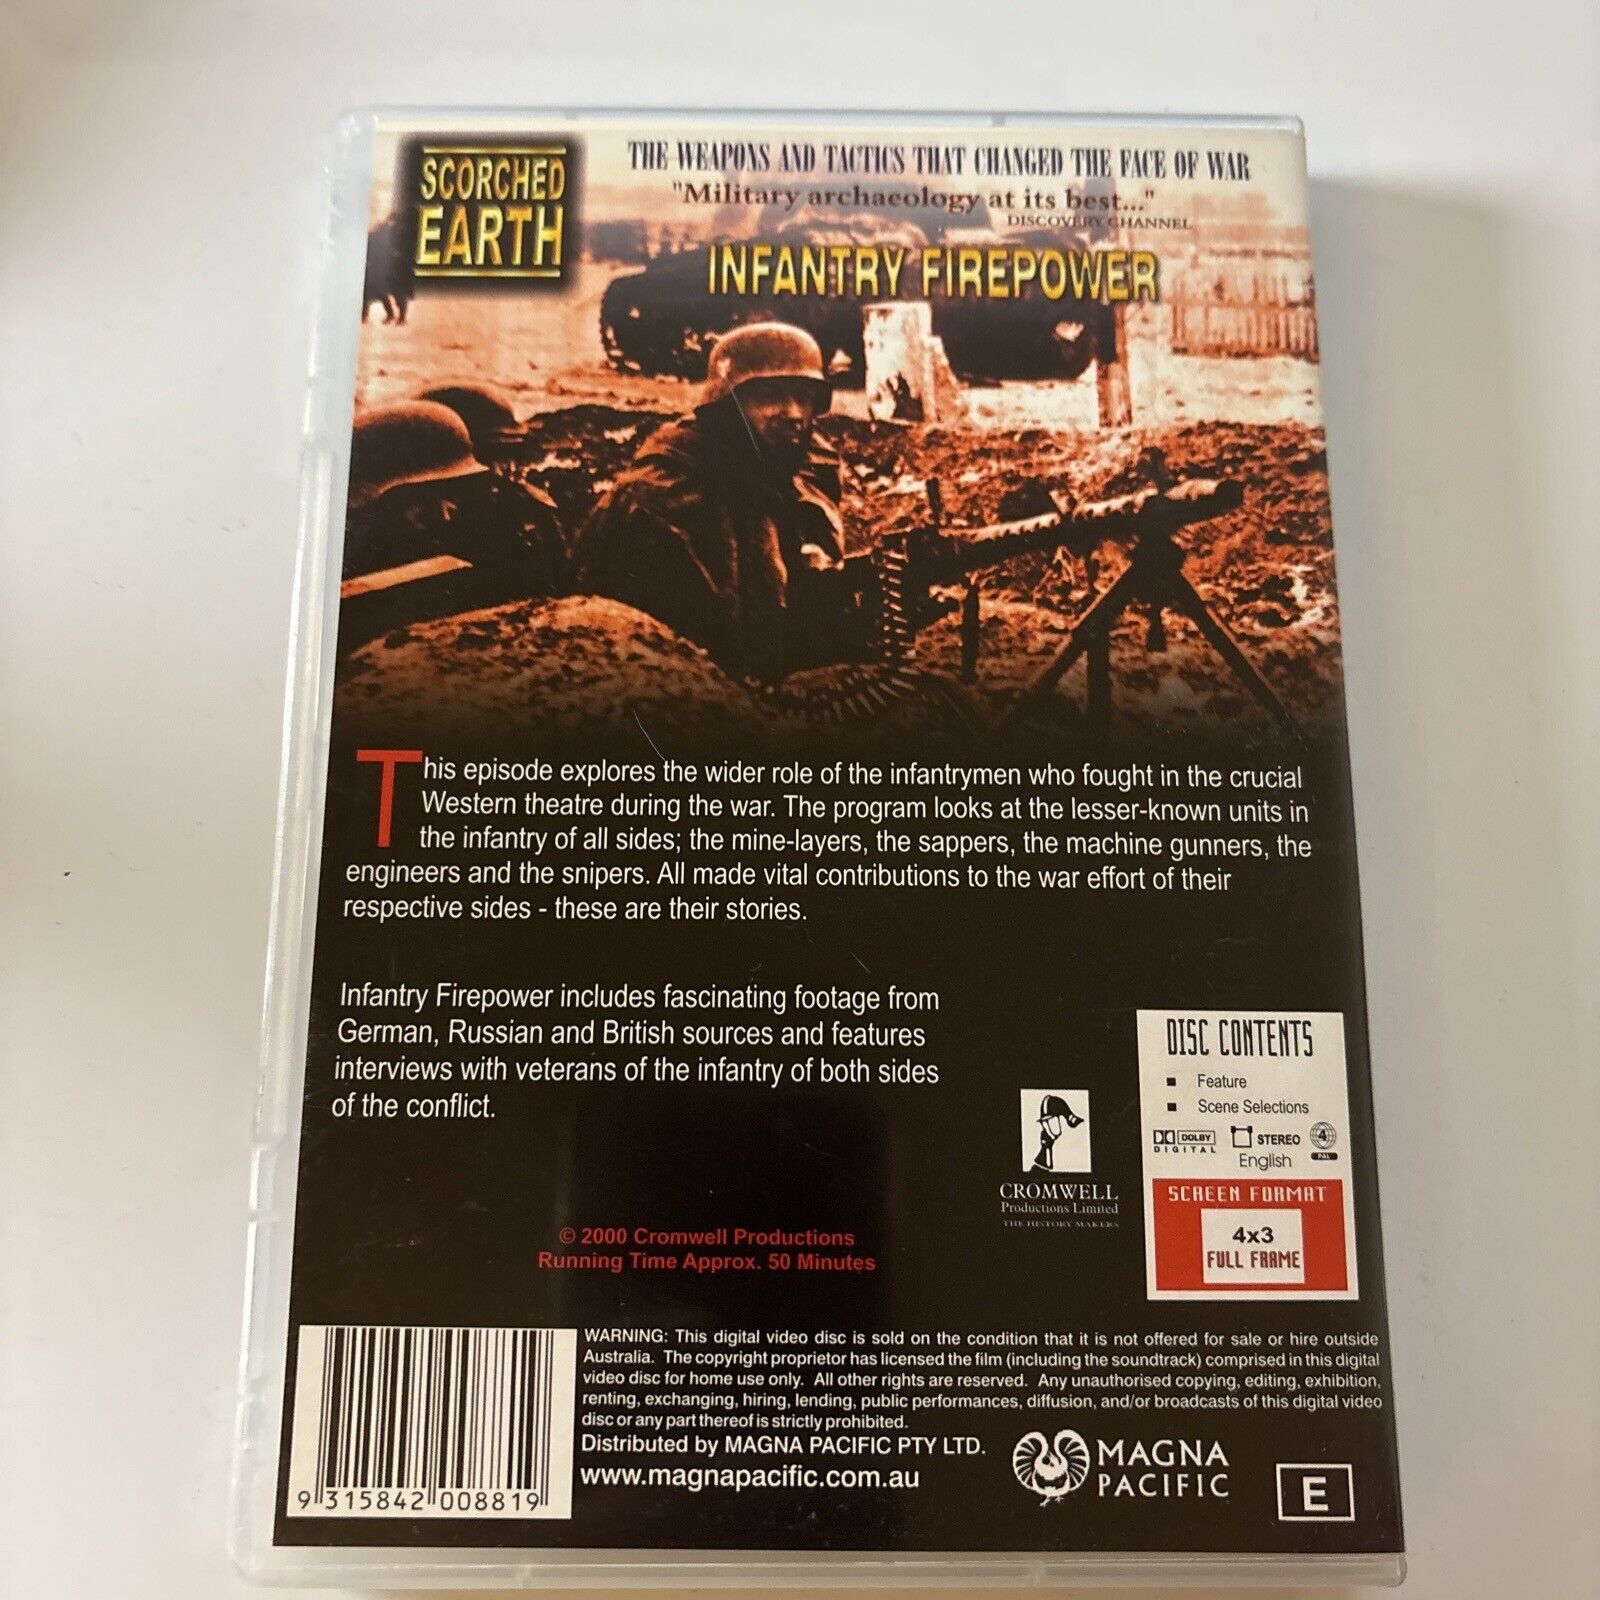 SCORCHED
EARTH
THE WEAPONS AND TACTICS THAT CHANGED THE FACE OF WAR
"Military archaeology at its best..."
DISCOVERY CHANNEL
INFANTRY FIREPOWER
This episode explores the wider role of the infantrymen who fought in the crucial
Western theatre during the war. The program looks at the lesser-known units in
the infantry of all sides; the mine-layers, the sappers, the machine gunners, the
engineers and the snipers. All made vital contributions to the war effort of their
respective sides - these are their stories.
Infantry Firepower includes fascinating footage from
German, Russian and British sources and features
interviews with veterans of the infantry of both sides
of the conflict.
CROMWELL
Productions Limited
THE HISTORY MAKERS
DISC CONTENTS
▪ Feature
▪ Scene Selections
DOLBY
DIGITAL
STEREO
English
4
PAL
SCREEN FORMAT
4x3
FULL FRAME
© 2000 Cromwell Productions
Running Time Approx. 50 Minutes
9 315842 008819
WARNING: This digital video disc is sold on the condition that it is not offered for sale or hire outside
Australia. The copyright proprietor has licensed the film (including the soundtrack) comprised in this digital
video disc for home use only. All other rights are reserved. Any unauthorised copying, editing, exhibition,
renting, exchanging, hiring, lending, public performances, diffusion, and/or broadcasts of this digital video
disc or any part thereof is strictly prohibited.
Distributed by MAGNA PACIFIC PTY LTD.
www.magnapacific.com.au
MAGNA
PACIFIC
E